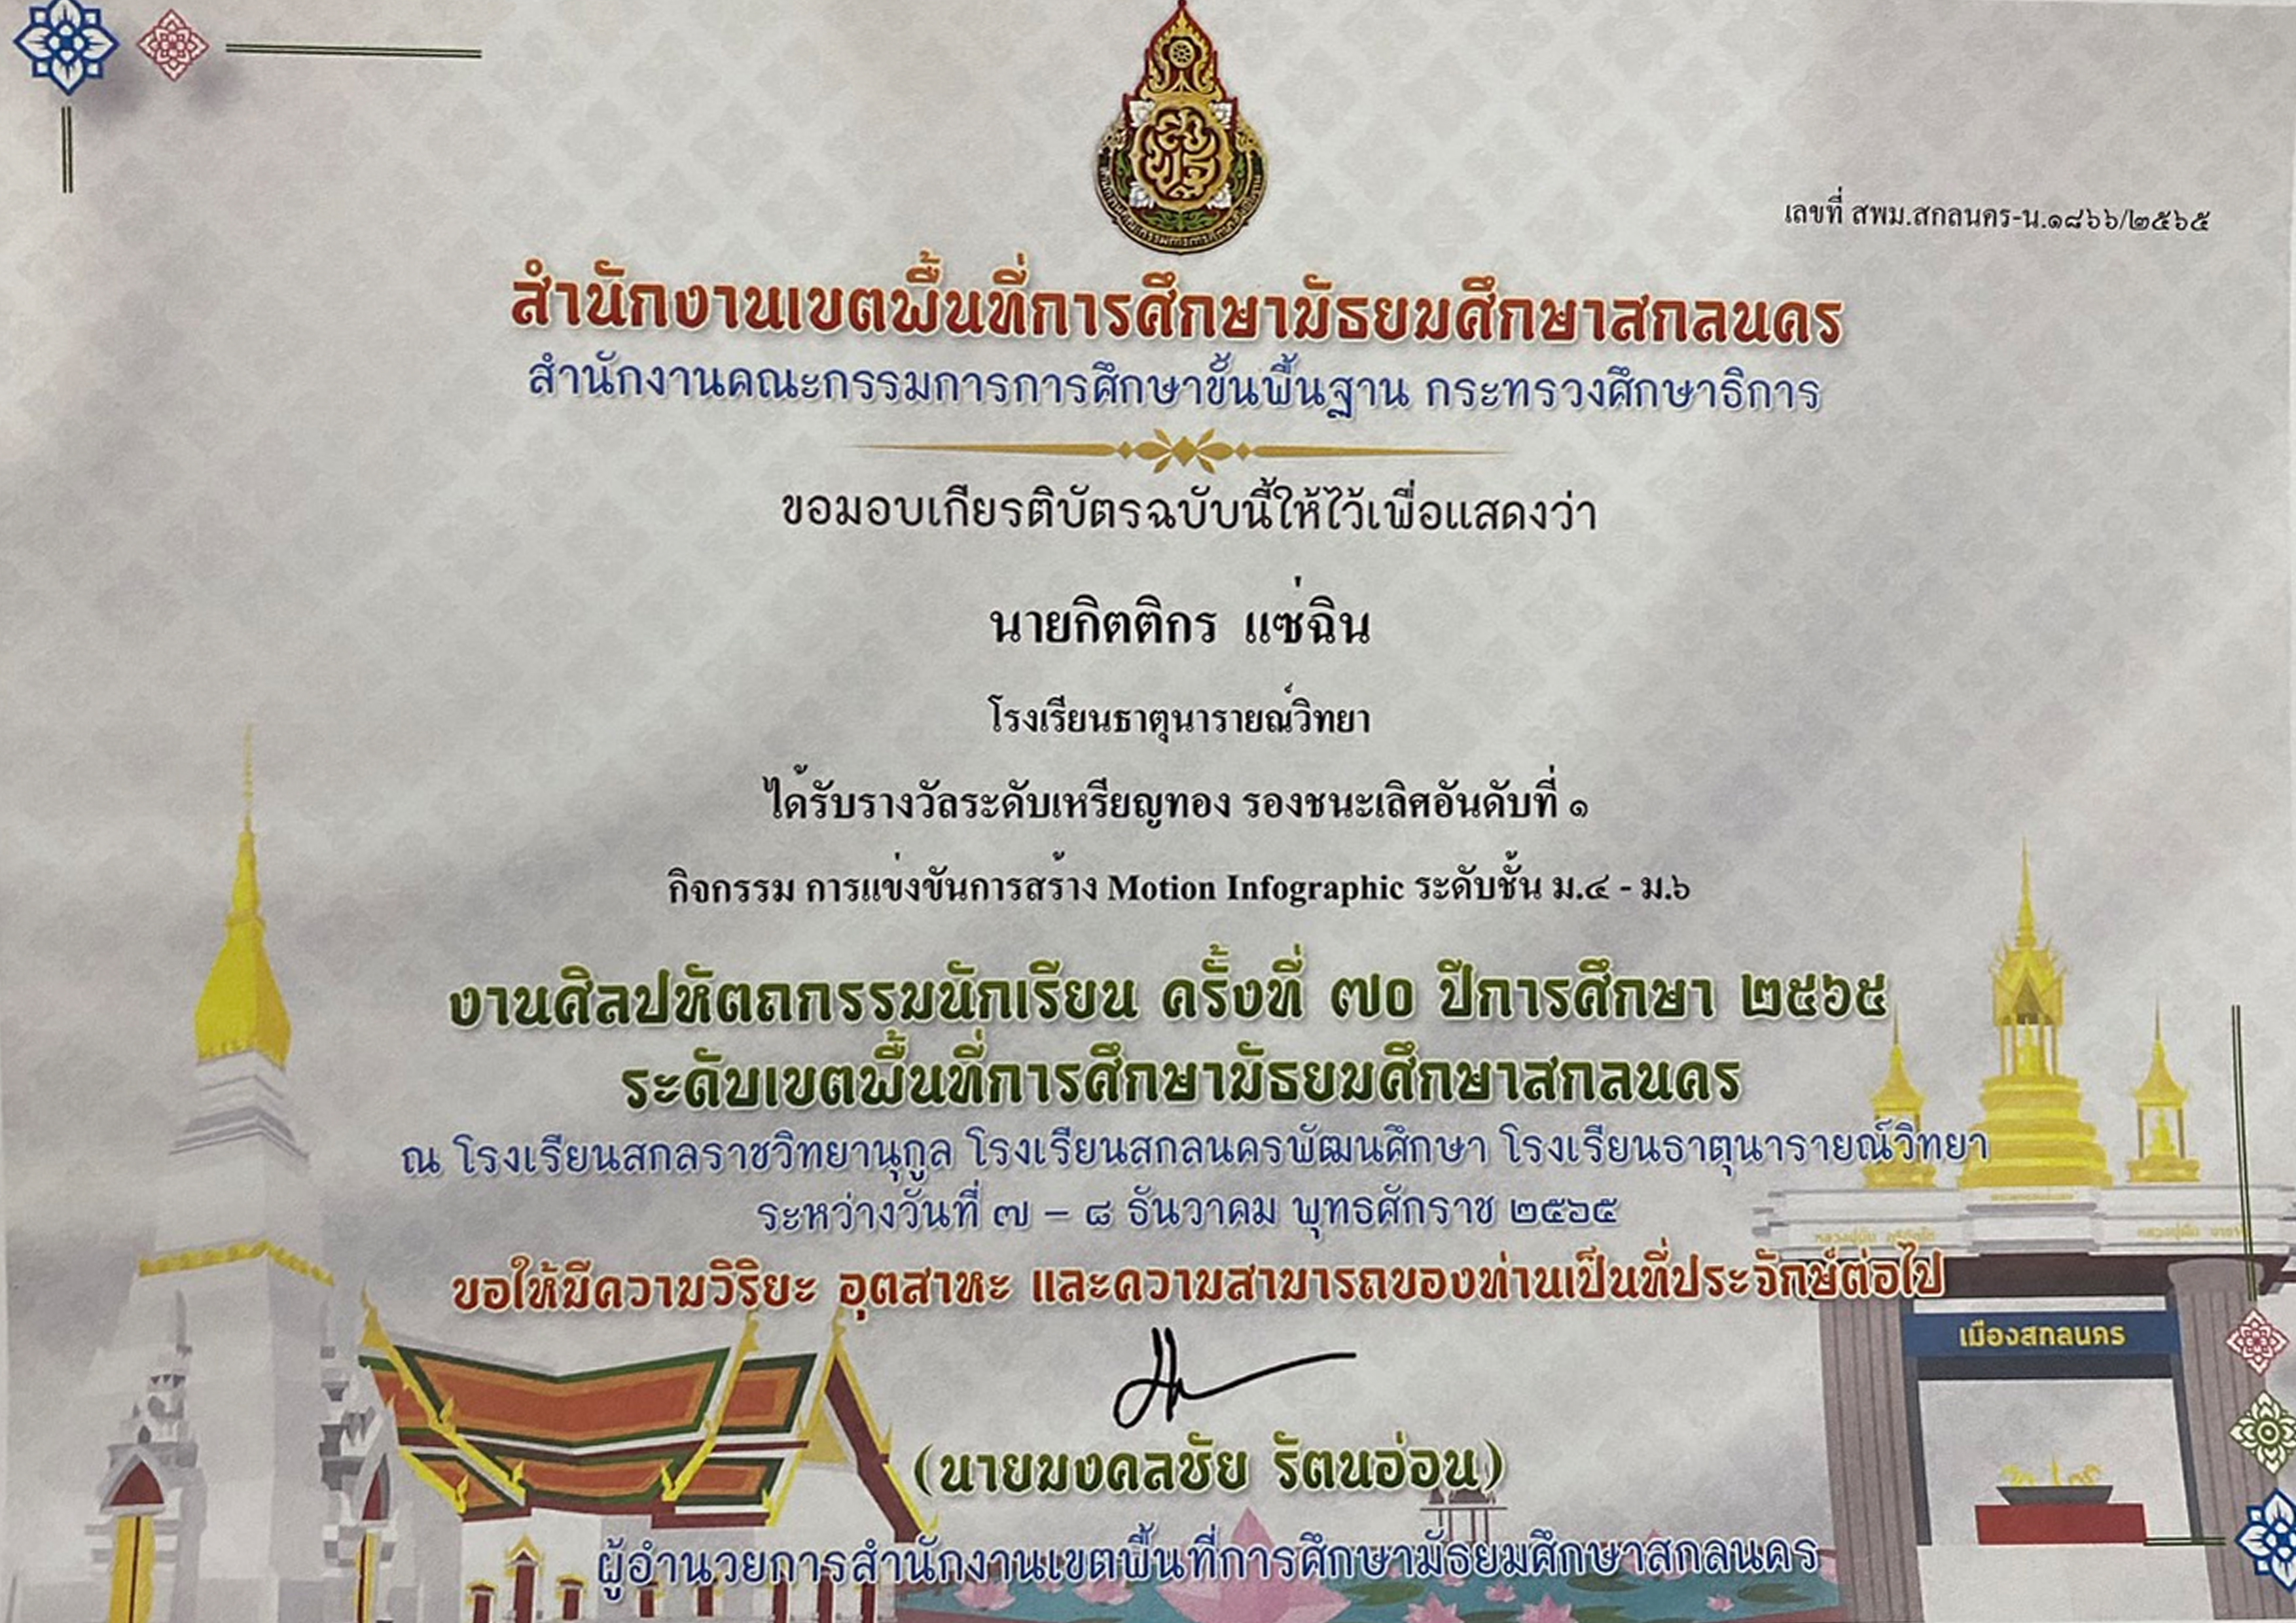 เลขที่ สพม.สกลนคร-น.๑๘๖๖/๒๕๖๕
สำนักงานเขตพื้นที่การศึกษามัธยมศึกษาสกลนคร
สำนักงานคณะกรรมการการศึกษาขั้นพื้นฐาน กระทรวงศึกษาธิการ
ขอมอบเกียรติบัตรฉบับนี้ให้ไว้เพื่อแสดงว่า
นายกิตติกร แซ่ฉิน
โรงเรียนธาตุนารายณ์วิทยา
ได้รับรางวัลระดับเหรียญทอง รองชนะเลิศอันดับที่ ๑
กิจกรรม การแข่งขันการสร้าง Motion Infographic ระดับชั้น ม.๔ - ม.๖
งานศิลปหัตถกรรมนักเรียน ครั้งที่ ๗๐ ปีการศึกษา ๒๕๖๕
ระดับเขตพื้นที่การศึกษามัธยมศึกษาสกลนคร
ณ โรงเรียนสกลราชวิทยานุกูล โรงเรียนสกลนครพัฒนศึกษา โรงเรียนธาตุนารายณ์วิทยา
ระหว่างวันที่ ๗ – ๘ ธันวาคม พุทธศักราช ๒๕๖๕
ขอให้มีความวิริยะ อุตสาหะ และความสามารถของท่านเป็นที่ประจักษ์ต่อไป
เมืองสกลนคร
(นายมงคลชัย รัตนอ่อน)
ผู้อำนวยการสำนักงานเขตพื้นที่การศึกษามัธยมศึกษาสกลนคร